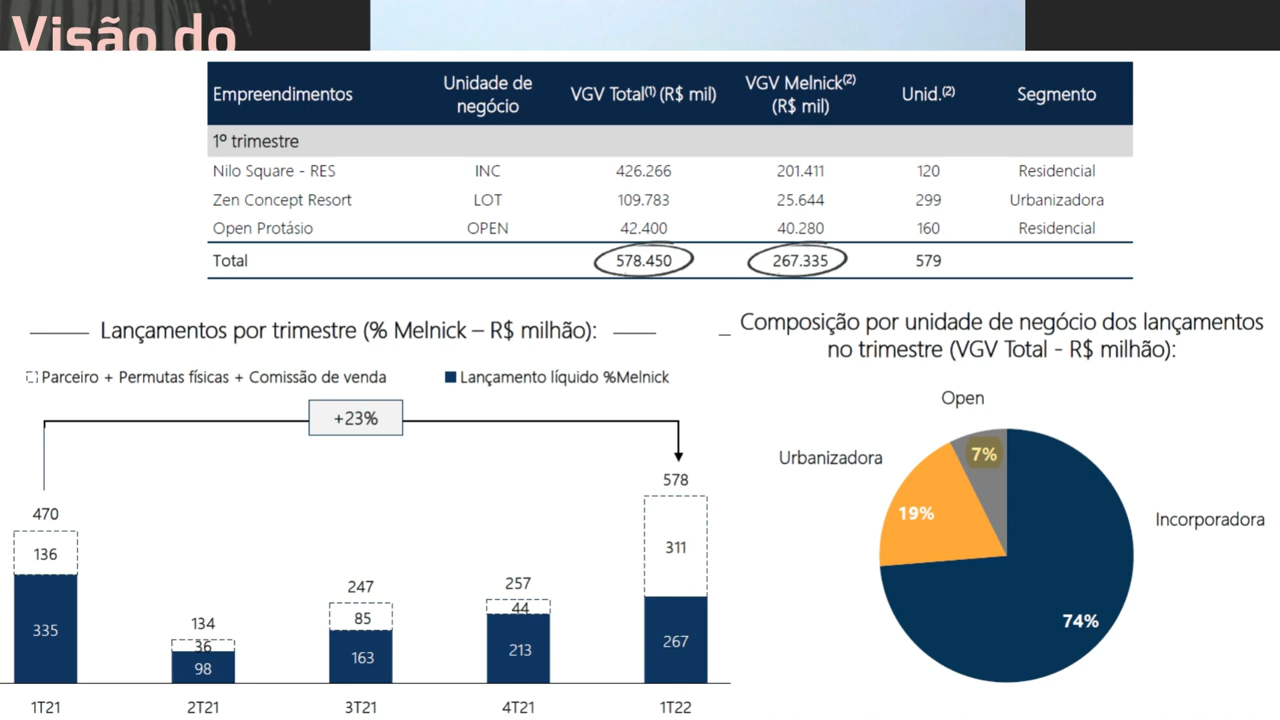 Visão do
Empreendimentos Unidade de negócio VGV Total(1) (R$ mil) VGV Melnick(2) (R$ mil) Unid.(2) Segmento
1º trimestre
Nilo Square - RES INC 426.266 201.411 120 Residencial
Zen Concept Resort LOT 109.783 25.644 299 Urbanizadora
Open Protásio OPEN 42.400 40.280 160 Residencial
Total 578.450 267.335 579
Lançamentos por trimestre (% Melnick – R$ milhão):
Parceiro + Permutas físicas + Comissão de venda Lançamento líquido %Melnick
+23%
470 134 247 257 578
136 36 85 44 311
335 98 163 213 267
1T21 2T21 3T21 4T21 1T22
Composição por unidade de negócio dos lançamentos
no trimestre (VGV Total - R$ milhão):
Open
7%
Urbanizadora
19%
Incorporadora
74%